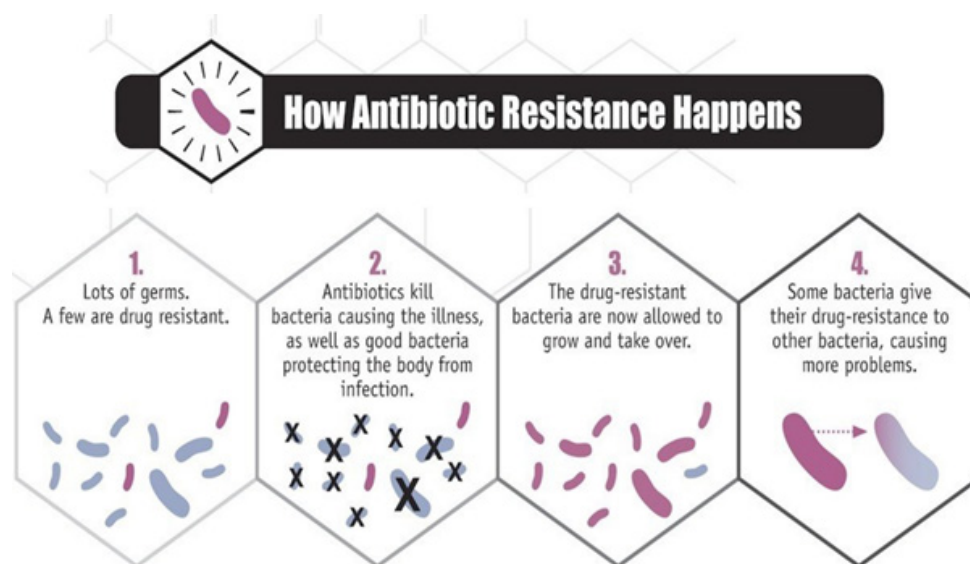 How Antibiotic Resistance Happens
1.
Lots of germs.
A few are drug resistant.
2.
Antibiotics kill
bacteria causing the illness,
as well as good bacteria
protecting the body from
infection.
3.
The drug-resistant
bacteria are now allowed to
grow and take over.
4.
Some bacteria give
their drug-resistance to
other bacteria, causing
more problems.
X
X
X
X
X
X
X
X
X
X